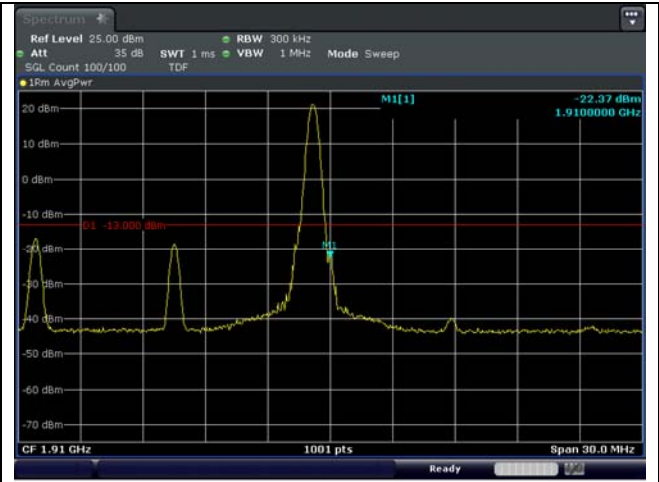 Spectrum
Ref Level 25.00 dBm RBW 300 kHz
Att 35 dB SWT 1 ms VBW 1 MHz Mode Sweep
SGL Count 100/100 TDF
1Rm AvgPwr
M1[1] -22.37 dBm
1.9100000 GHz
20 dBm
10 dBm
0 dBm
-10 dBm
D1 -13.000 dBm
-20 dBm
M1
-30 dBm
-40 dBm
-50 dBm
-60 dBm
-70 dBm
CF 1.91 GHz 1001 pts Span 30.0 MHz
Ready